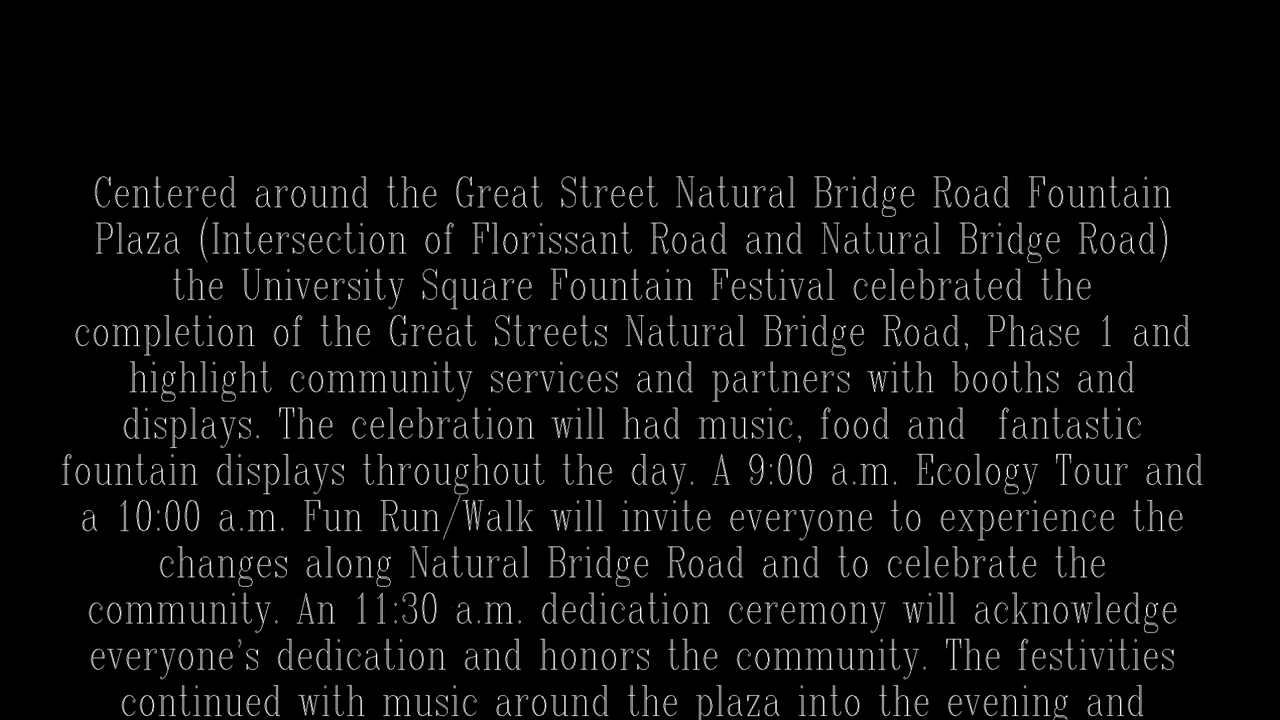 Centered around the Great Street Natural Bridge Road Fountain
Plaza (Intersection of Florissant Road and Natural Bridge Road)
the University Square Fountain Festival celebrated the
completion of the Great Streets Natural Bridge Road, Phase 1 and
highlight community services and partners with booths and
displays. The celebration will had music, food and  fantastic
fountain displays throughout the day. A 9:00 a.m. Ecology Tour and
a 10:00 a.m. Fun Run/Walk will invite everyone to experience the
changes along Natural Bridge Road and to celebrate the
community. An 11:30 a.m. dedication ceremony will acknowledge
everyone's dedication and honors the community. The festivities
continued with music around the plaza into the evening and